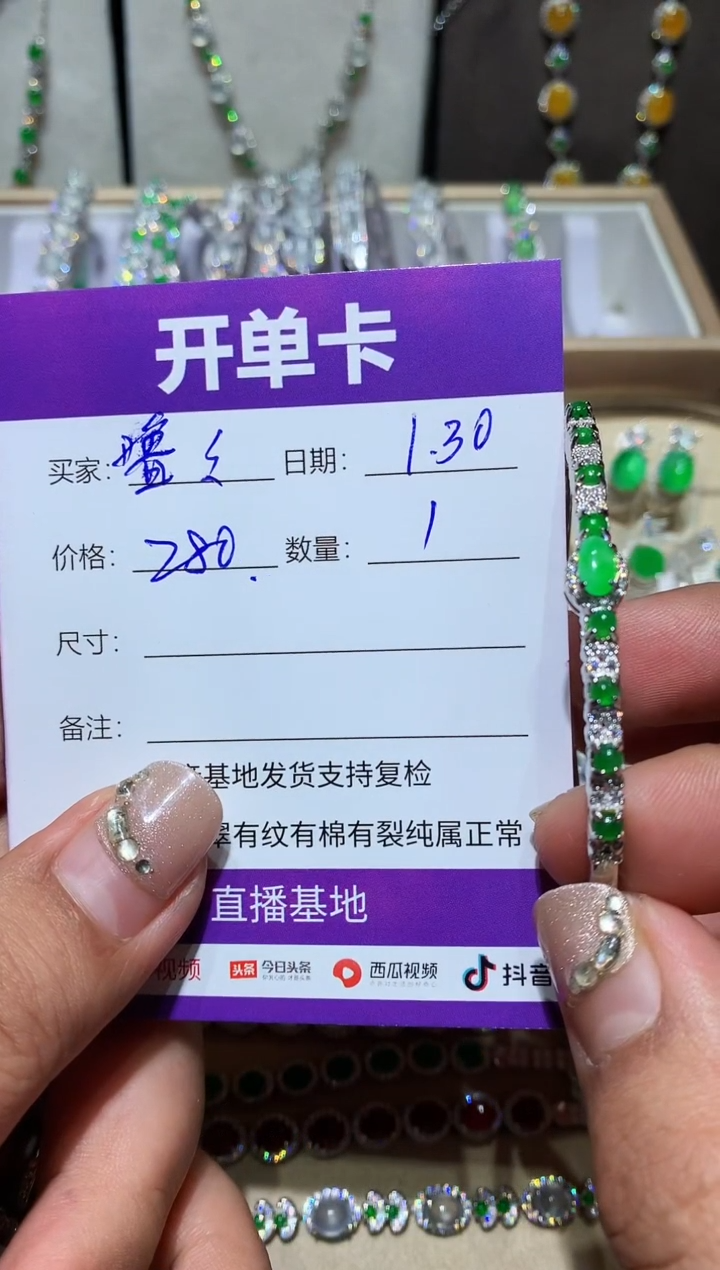 开单卡
买家: 日期: 1.30
价格: 280. 数量: 1
尺寸:
备注:
基地发货支持复检
有纹有棉有裂纯属正常
直播基地
视频 头条 今日头条 西瓜视频 抖音